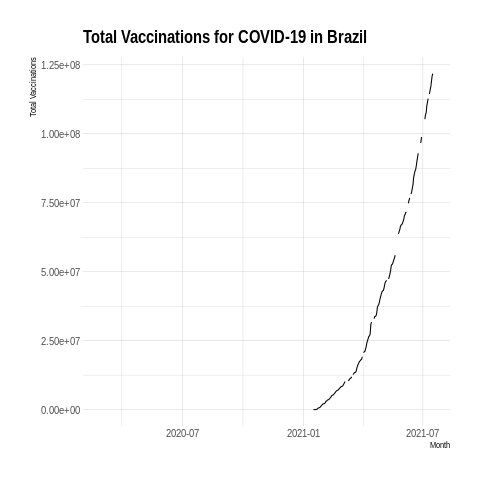 Total Vaccinations for COVID-19 in Brazil
Total Vaccinations
1.25e+08
1.00e+08
7.50e+07
5.00e+07
2.50e+07
0.00e+00
2020-07 2021-01 2021-07
Month